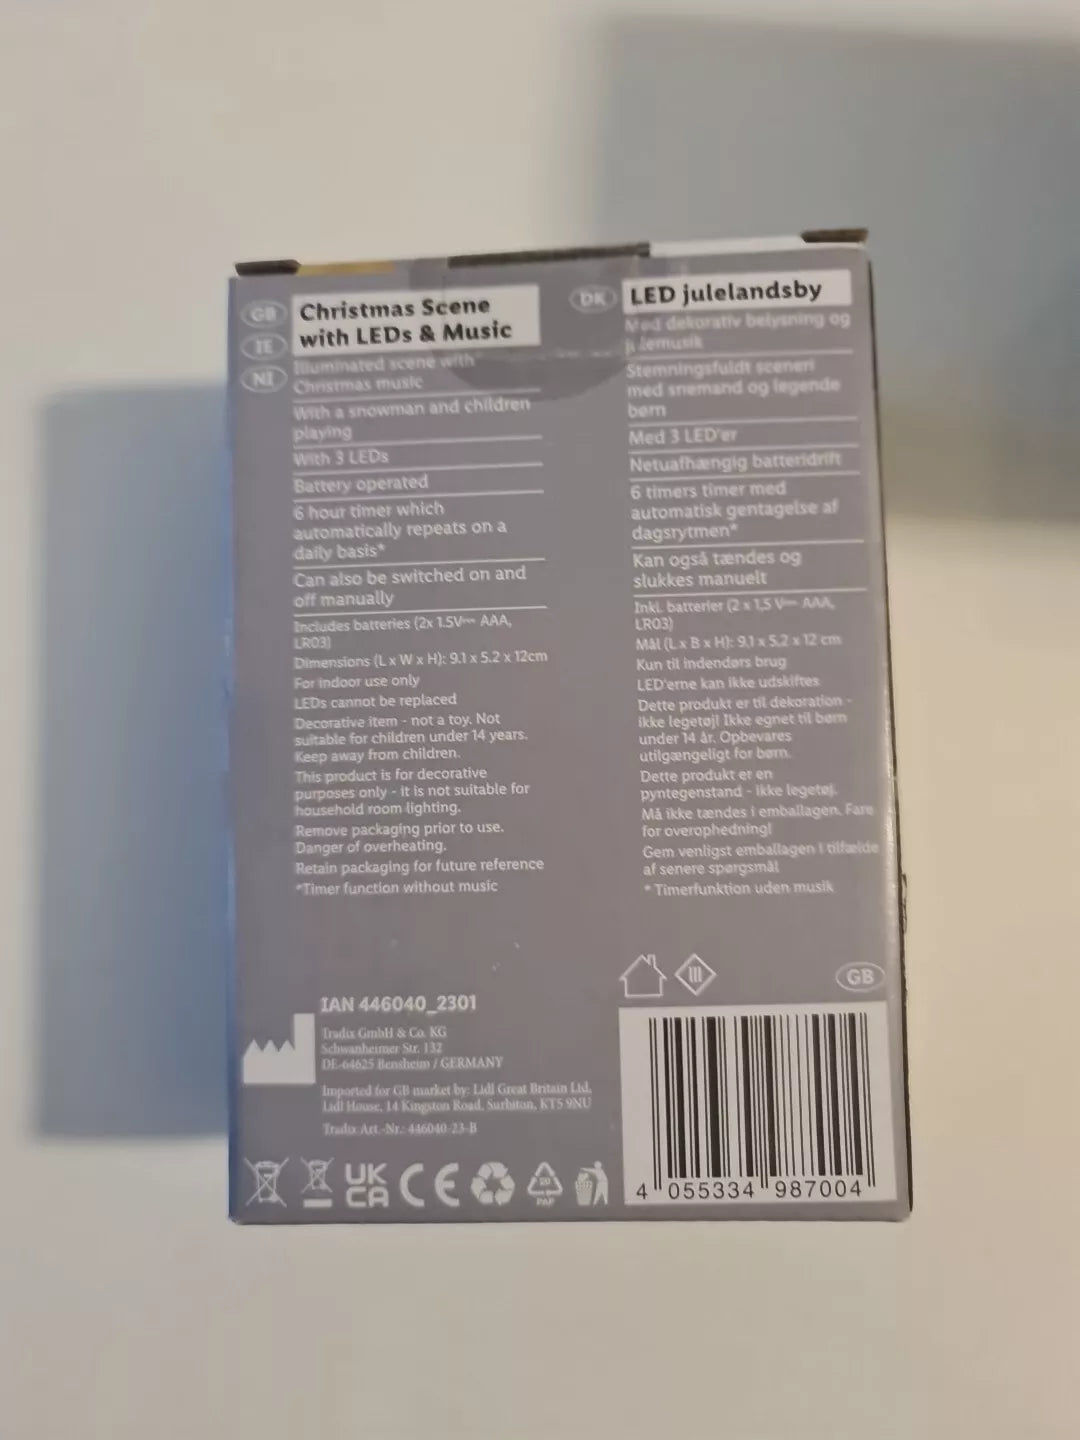 GB
IE
NI
Christmas Scene
with LEDs & Music
Illuminated scene with
Christmas music
With a snowman and children
playing
With 3 LEDs
Battery operated
6 hour timer which
automatically repeats on a
daily basis*
Can also be switched on and
off manually
Includes batteries (2x 1.5V⎓ AAA,
LR03)
Dimensions (L x W x H): 9.1 x 5.2 x 12cm
For indoor use only
LEDs cannot be replaced
Decorative item - not a toy. Not
suitable for children under 14 years.
Keep away from children.
This product is for decorative
purposes only - it is not suitable for
household room lighting.
Remove packaging prior to use.
Danger of overheating.
Retain packaging for future reference
*Timer function without music
DK
LED julelandsby
Med dekorativ belysning og
julemusik
Stemningsfuldt sceneri
med snemand og legende
børn
Med 3 LED'er
Netuafhængig batteridrift
6 timers timer med
automatisk gentagelse af
dagsrytmen*
Kan også tændes og
slukkes manuelt
Inkl. batterier (2 x 1,5 V⎓ AAA,
LR03)
Mål (L x B x H): 9,1 x 5,2 x 12 cm
Kun til indendørs brug
LED'erne kan ikke udskiftes
Dette produkt er til dekoration -
ikke legetøj! Ikke egnet til børn
under 14 år. Opbevares
utilgængeligt for børn.
Dette produkt er en
pyntegenstand - ikke legetøj.
Må ikke tændes i emballagen. Fare
for overophedning!
Gem venligst emballagen i tilfælde
af senere spørgsmål
* Timerfunktion uden musik
III
GB
IAN 446040_2301
Tradix GmbH & Co. KG
Schwanheimer Str. 132
DE-64625 Bensheim / GERMANY
Imported for GB market by: Lidl Great Britain Ltd,
Lidl House, 14 Kingston Road, Surbiton, KT5 9NU
Tradix Art.-Nr.: 446040-23-B
UK
CA
CE
20
PAP
4 055334 987004